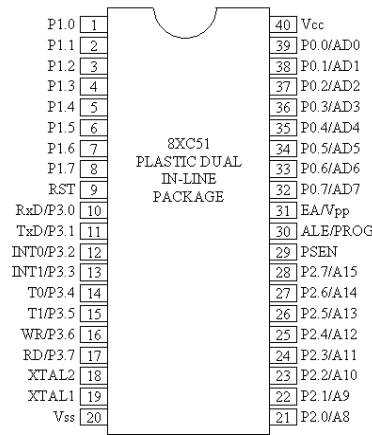 P1.0 1
P1.1 2
P1.2 3
P1.3 4
P1.4 5
P1.5 6
P1.6 7
P1.7 8
RST 9
RxD/P3.0 10
TxD/P3.1 11
INT0/P3.2 12
INT1/P3.3 13
T0/P3.4 14
T1/P3.5 15
WR/P3.6 16
RD/P3.7 17
XTAL2 18
XTAL1 19
Vss 20
8XC51
PLASTIC DUAL
IN-LINE
PACKAGE
40 Vcc
39 P0.0/AD0
38 P0.1/AD1
37 P0.2/AD2
36 P0.3/AD3
35 P0.4/AD4
34 P0.5/AD5
33 P0.6/AD6
32 P0.7/AD7
31 EA/Vpp
30 ALE/PROG
29 PSEN
28 P2.7/A15
27 P2.6/A14
26 P2.5/A13
25 P2.4/A12
24 P2.3/A11
23 P2.2/A10
22 P2.1/A9
21 P2.0/A8